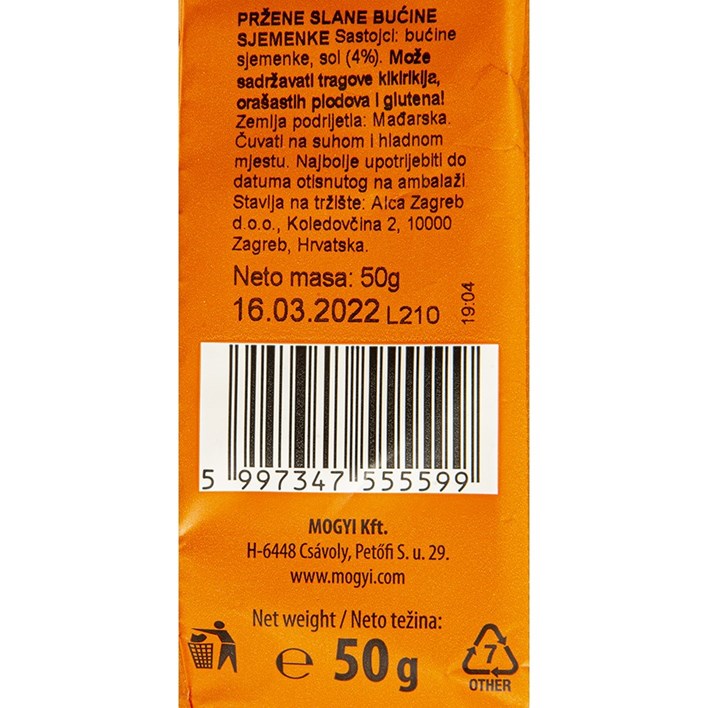 PRŽENE SLANE BUĆINE
SJEMENKE Sastojci: bućine
sjemenke, sol (4%). Može
sadržavati tragove kikirikija,
orašastih plodova i glutena!
Zemlja podrijetla: Mađarska.
Čuvati na suhom i hladnom
mjestu. Najbolje upotrijebiti do
datuma otisnutog na ambalaži
Stavlja na tržište: Alca Zagreb
d.o.o., Koledovčina 2, 10000
Zagreb, Hrvatska.
Neto masa: 50g
16.03.2022 L210
19:04
5 997347 555599
MOGYI Kft.
H-6448 Csávoly, Petőfi S. u. 29.
www.mogyi.com
Net weight / Neto težina:
℮ 50 g
7
OTHER